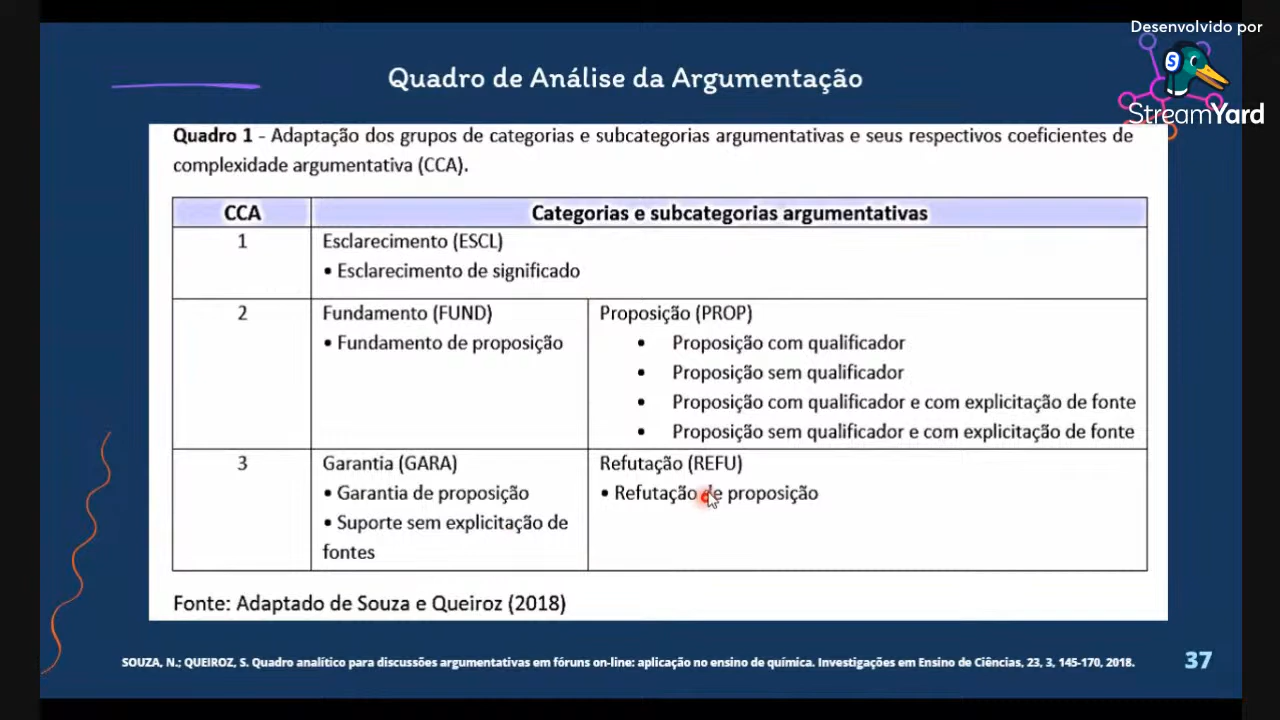 Desenvolvido por
StreamYard
Quadro de Análise da Argumentação
Quadro 1 - Adaptação dos grupos de categorias e subcategorias argumentativas e seus respectivos coeficientes de
complexidade argumentativa (CCA).
CCA
Categorias e subcategorias argumentativas
1
Esclarecimento (ESCL)
• Esclarecimento de significado
2
Fundamento (FUND)
• Fundamento de proposição
Proposição (PROP)
• Proposição com qualificador
• Proposição sem qualificador
• Proposição com qualificador e com explicitação de fonte
• Proposição sem qualificador e com explicitação de fonte
3
Garantia (GARA)
• Garantia de proposição
• Suporte sem explicitação de
fontes
Refutação (REFU)
• Refutação de proposição
Fonte: Adaptado de Souza e Queiroz (2018)
SOUZA, N.; QUEIROZ, S. Quadro analítico para discussões argumentativas em fóruns on-line: aplicação no ensino de química. Investigações em Ensino de Ciências, 23, 3, 145-170, 2018.
37